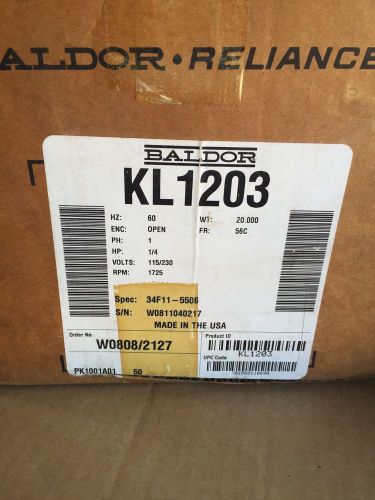 BALDOR • RELIANCE
BALDOR
KL1203
HZ: 60 WT: 20.000
ENC: OPEN FR: 56C
PH: 1
HP: 1/4
VOLTS: 115/230
RPM: 1725
Spec: 34F11-5506
S/N: W0811040217
MADE IN THE USA
Order No. Product ID
W0808/2127 KL1203
UPC Code
PK1001A01 50